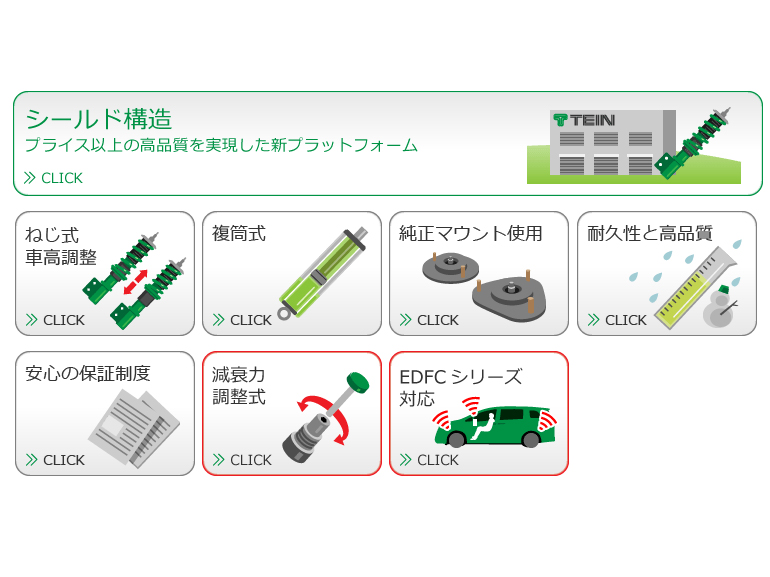 シールド構造
プライス以上の高品質を実現した新プラットフォーム
CLICK
TEIN
ねじ式
車高調整
CLICK
複筒式
CLICK
純正マウント使用
CLICK
耐久性と高品質
CLICK
安心の保証制度
CLICK
減衰力
調整式
CLICK
EDFC シリーズ
対応
CLICK